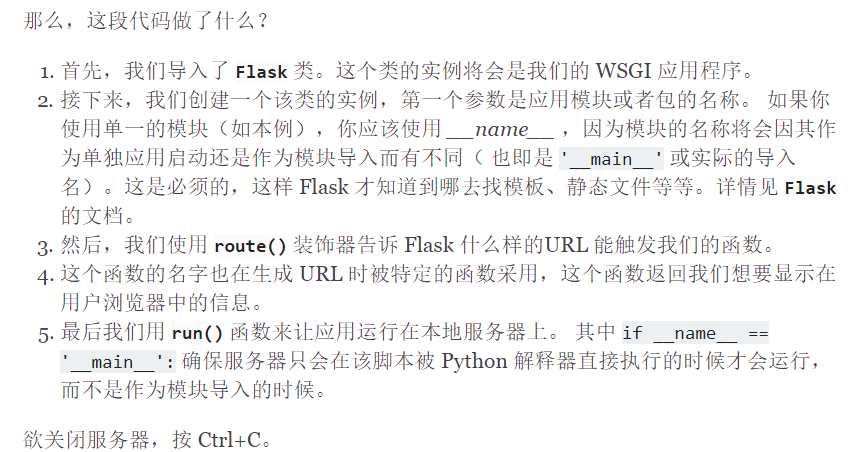 那么，这段代码做了什么？
1. 首先，我们导入了 Flask 类。这个类的实例将会是我们的 WSGI 应用程序。
2. 接下来，我们创建一个该类的实例，第一个参数是应用模块或者包的名称。 如果你
使用单一的模块（如本例），你应该使用 __name__ ，因为模块的名称将会因其作
为单独应用启动还是作为模块导入而有不同（ 也即是 '__main__' 或实际的导入
名）。这是必须的，这样 Flask 才知道到哪去找模板、静态文件等等。详情见 Flask
的文档。
3. 然后，我们使用 route() 装饰器告诉 Flask 什么样的URL 能触发我们的函数。
4. 这个函数的名字也在生成 URL 时被特定的函数采用，这个函数返回我们想要显示在
用户浏览器中的信息。
5. 最后我们用 run() 函数来让应用运行在本地服务器上。 其中 if __name__ ==
'__main__': 确保服务器只会在该脚本被 Python 解释器直接执行的时候才会运行，
而不是作为模块导入的时候。
欲关闭服务器，按 Ctrl+C。